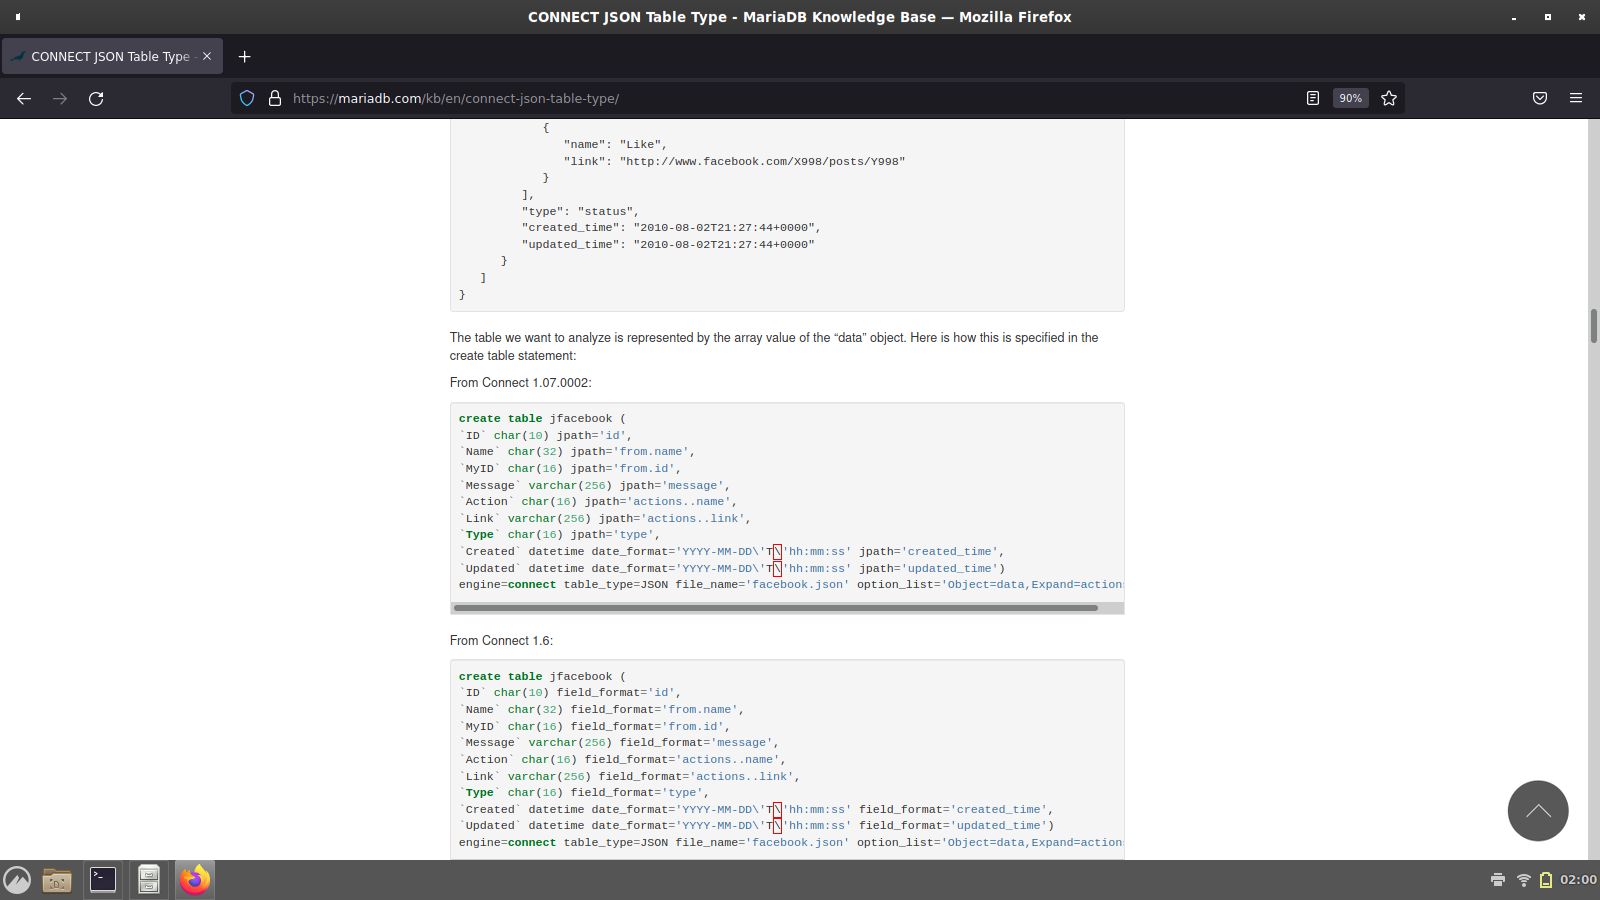 CONNECT JSON Table Type - MariaDB Knowledge Base — Mozilla Firefox
CONNECT JSON Table Type -
https://mariadb.com/kb/en/connect-json-table-type/
90%
{
"name": "Like",
"link": "http://www.facebook.com/X998/posts/Y998"
}
],
"type": "status",
"created_time": "2010-08-02T21:27:44+0000",
"updated_time": "2010-08-02T21:27:44+0000"
}
]
}
The table we want to analyze is represented by the array value of the “data” object. Here is how this is specified in the
create table statement:
From Connect 1.07.0002:
create table jfacebook (
`ID` char(10) jpath='id',
`Name` char(32) jpath='from.name',
`MyID` char(16) jpath='from.id',
`Message` varchar(256) jpath='message',
`Action` char(16) jpath='actions..name',
`Link` varchar(256) jpath='actions..link',
`Type` char(16) jpath='type',
`Created` datetime date_format='YYYY-MM-DD\'T\'hh:mm:ss' jpath='created_time',
`Updated` datetime date_format='YYYY-MM-DD\'T\'hh:mm:ss' jpath='updated_time')
engine=connect table_type=JSON file_name='facebook.json' option_list='Object=data,Expand=actions
From Connect 1.6:
create table jfacebook (
`ID` char(10) field_format='id',
`Name` char(32) field_format='from.name',
`MyID` char(16) field_format='from.id',
`Message` varchar(256) field_format='message',
`Action` char(16) field_format='actions..name',
`Link` varchar(256) field_format='actions..link',
`Type` char(16) field_format='type',
`Created` datetime date_format='YYYY-MM-DD\'T\'hh:mm:ss' field_format='created_time',
`Updated` datetime date_format='YYYY-MM-DD\'T\'hh:mm:ss' field_format='updated_time')
engine=connect table_type=JSON file_name='facebook.json' option_list='Object=data,Expand=actions
02:00